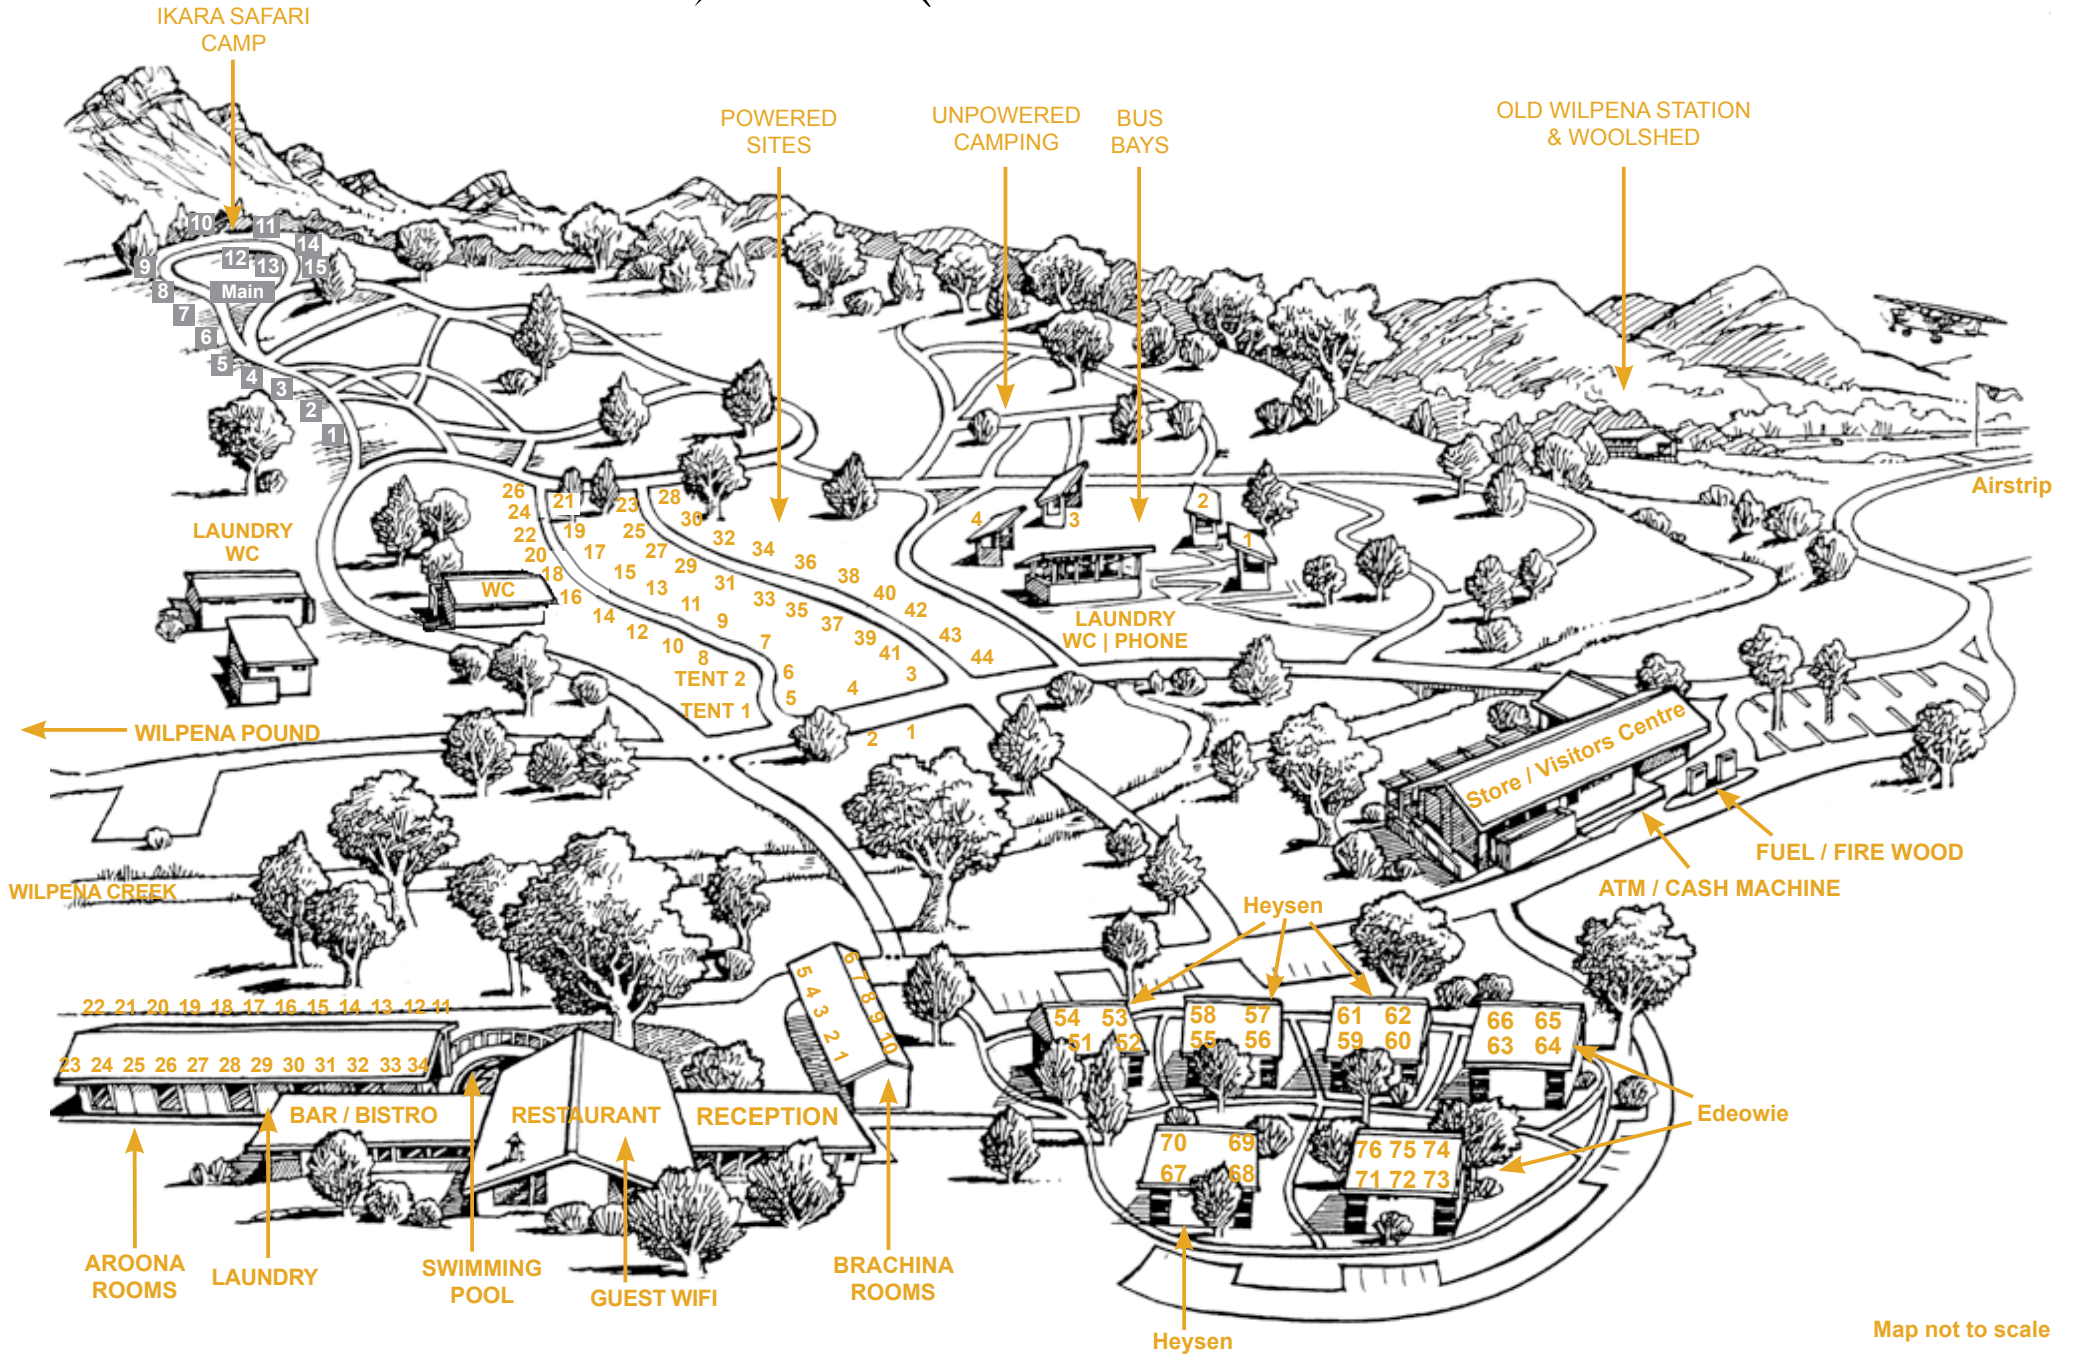 IKARA SAFARI
CAMP
POWERED
SITES
UNPOWERED
CAMPING
BUS
BAYS
OLD WILPENA STATION
& WOOLSHED
10
11
14
12
13
15
9
8
Main
7
6
5
4
3
2
1
Airstrip
LAUNDRY
WC
WC
26
24
22
20
18
16
14
12
10
8
TENT 2
TENT 1
21
19
17
15
13
11
9
7
6
5
23
25
27
29
31
33
35
37
39
41
3
4
28
30
32
34
36
38
40
42
43
44
2
1
4
3
2
1
LAUNDRY
WC | PHONE
WILPENA POUND
WILPENA CREEK
Store / Visitors Centre
FUEL / FIRE WOOD
ATM / CASH MACHINE
Heysen
22 21 20 19 18 17 16 15 14 13 12 11
23 24 25 26 27 28 29 30 31 32 33 34
5 4 3 2 1
6 7 8 9 10
54 53
51 52
58 57
55 56
61 62
59 60
66 65
63 64
70 69
67 68
76 75 74
71 72 73
Edeowie
BAR / BISTRO
RESTAURANT
RECEPTION
AROONA
ROOMS
LAUNDRY
SWIMMING
POOL
GUEST WIFI
BRACHINA
ROOMS
Heysen
Map not to scale